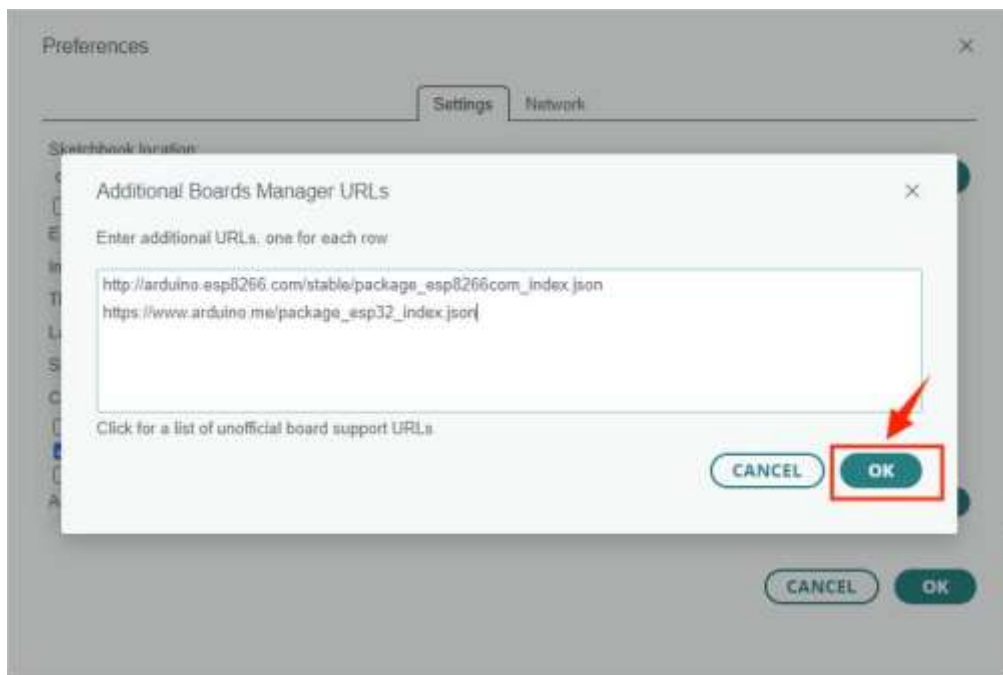 Preferences
Settings Network
Sketchbook location:
Additional Boards Manager URLs
Enter additional URLs, one for each row
http://arduino.esp8266.com/stable/package_esp8266com_index.json
https://www.arduino.me/package_esp32_index.json
Click for a list of unofficial board support URLs
CANCEL OK
CANCEL OK